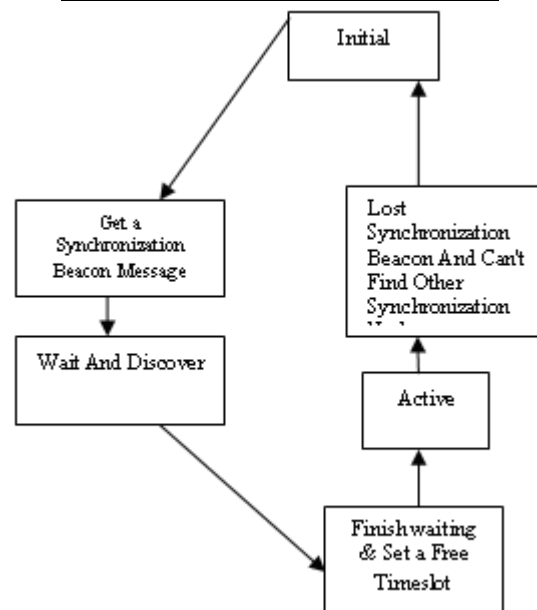 Initial
Get a
Synchronization
Beacon Message
Wait And Discover
Lost
Synchronization
Beacon And Can't
Find Other
Synchronization
Active
Finish waiting
& Set a Free
Timeslot